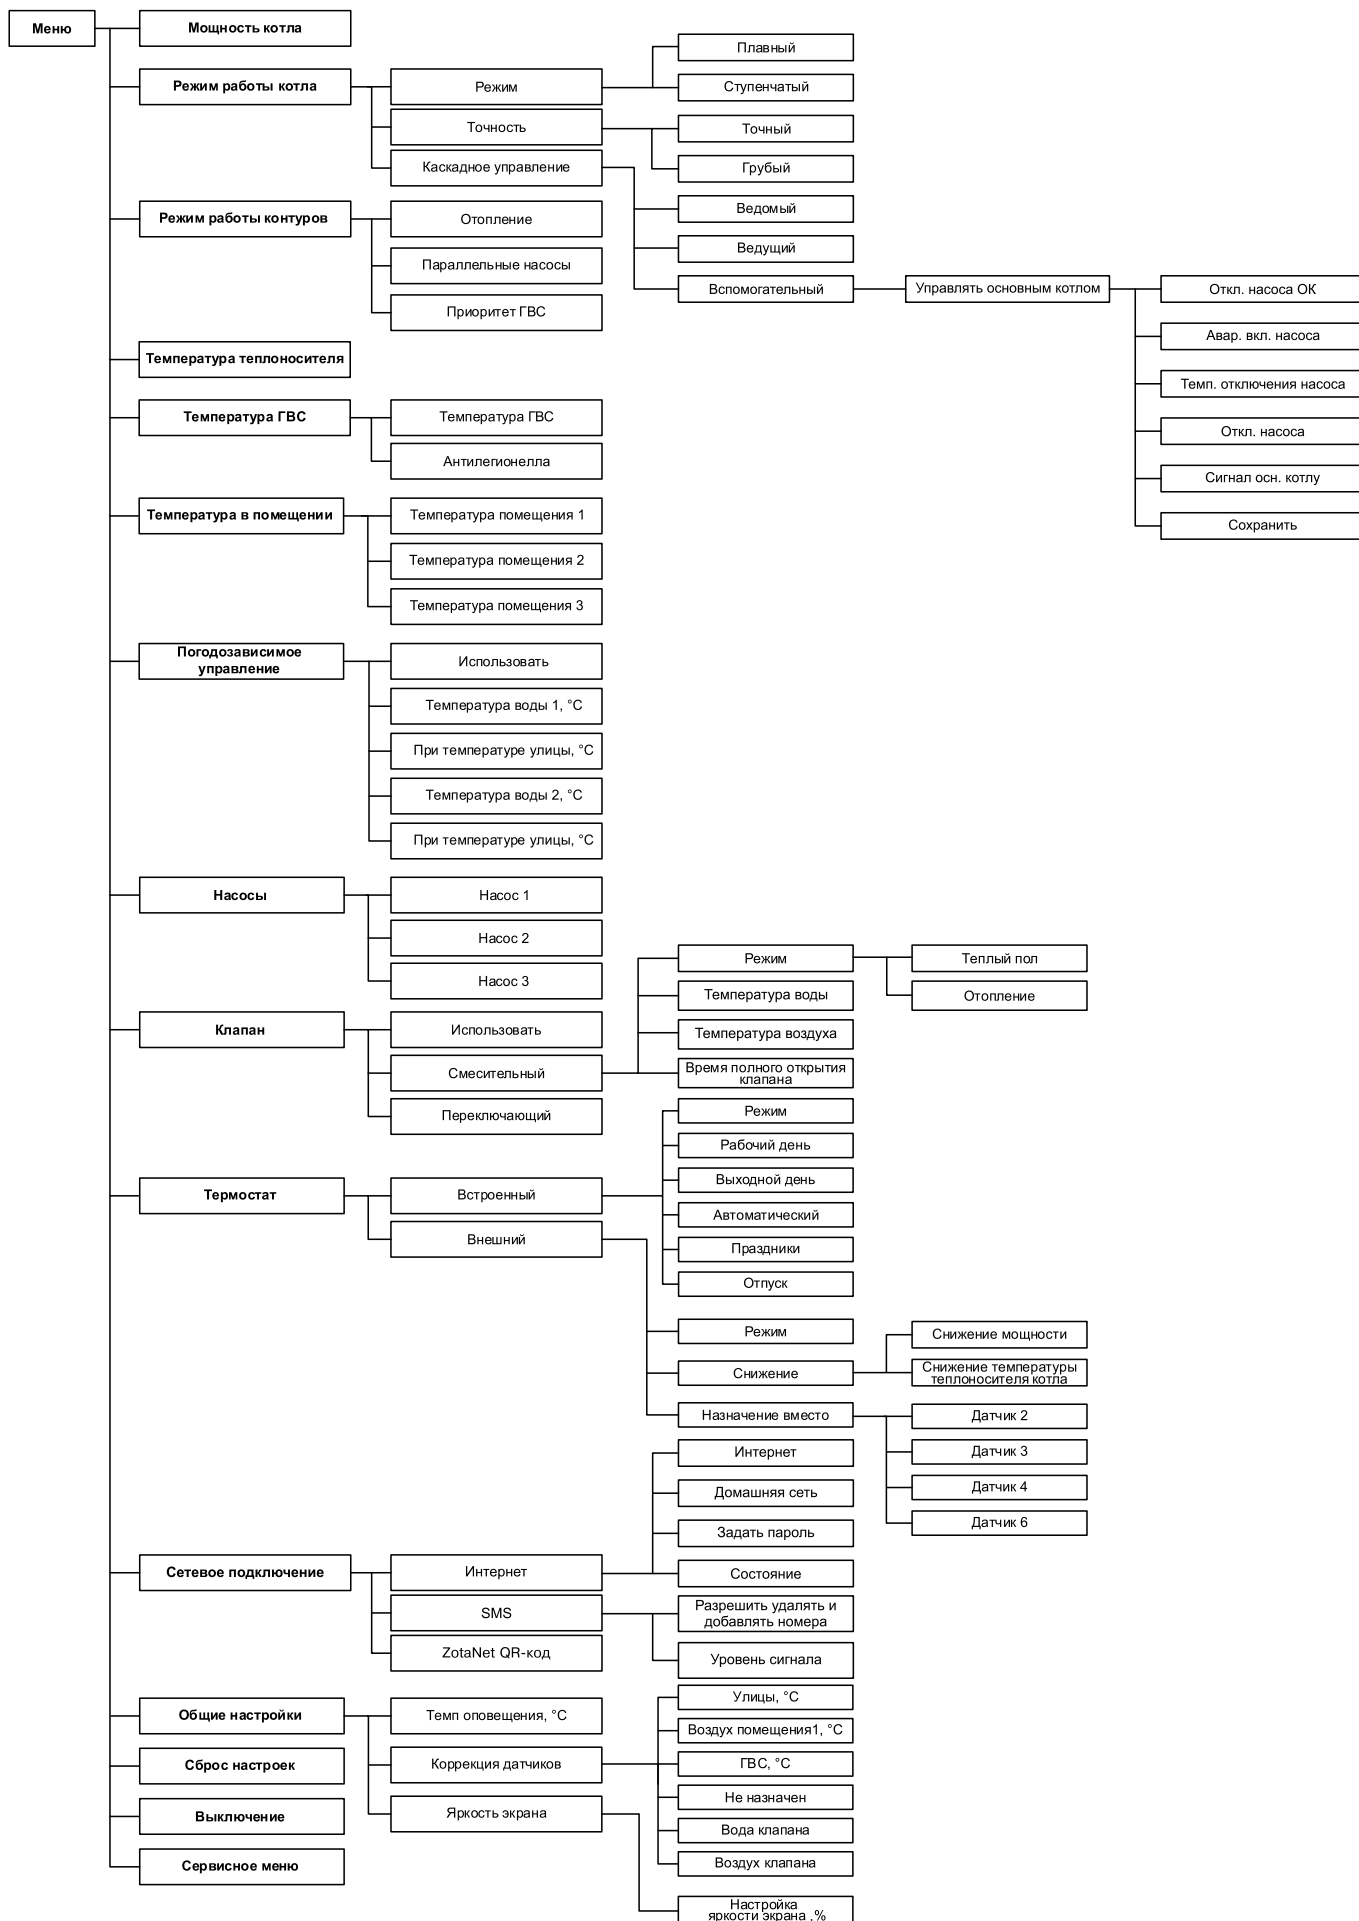 Меню
Мощность котла
Режим работы котла
Режим
Плавный
Ступенчатый
Точность
Точный
Грубый
Каскадное управление
Ведомый
Ведущий
Вспомогательный
Управлять основным котлом
Откл. насоса ОК
Авар. вкл. насоса
Темп. отключения насоса
Откл. насоса
Сигнал осн. котлу
Сохранить
Режим работы контуров
Отопление
Параллельные насосы
Приоритет ГВС
Температура теплоносителя
Температура ГВС
Температура ГВС
Антилегионелла
Температура в помещении
Температура помещения 1
Температура помещения 2
Температура помещения 3
Погодозависимое
управление
Использовать
Температура воды 1, °C
При температуре улицы, °C
Температура воды 2, °C
При температуре улицы, °C
Насосы
Насос 1
Насос 2
Насос 3
Клапан
Использовать
Смесительный
Режим
Теплый пол
Отопление
Температура воды
Температура воздуха
Время полного открытия
клапана
Переключающий
Термостат
Встроенный
Режим
Рабочий день
Выходной день
Автоматический
Праздники
Отпуск
Внешний
Режим
Снижение
Снижение мощности
Снижение температуры
теплоносителя котла
Назначение вместо
Датчик 2
Датчик 3
Датчик 4
Датчик 6
Сетевое подключение
Интернет
Интернет
Домашняя сеть
Задать пароль
Состояние
SMS
Разрешить удалять и
добавлять номера
Уровень сигнала
ZotaNet QR-код
Общие настройки
Темп оповещения, °C
Коррекция датчиков
Улицы, °C
Воздух помещения1, °C
ГВС, °C
Не назначен
Вода клапана
Воздух клапана
Яркость экрана
Настройка
яркости экрана ,%
Сброс настроек
Выключение
Сервисное меню